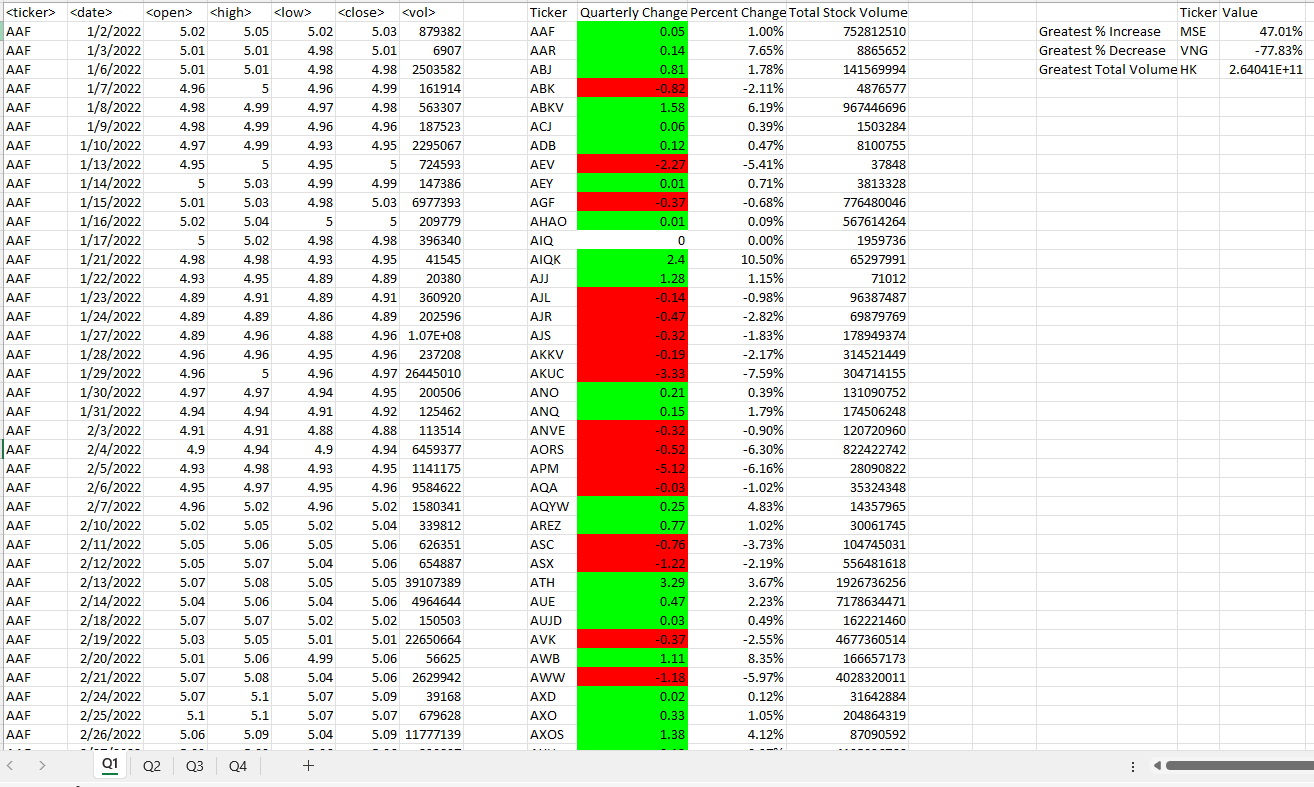 <ticker> <date> <open> <high> <low> <close> <vol> Ticker Quarterly Change Percent Change Total Stock Volume Ticker Value
AAF 1/2/2022 5.02 5.05 5.02 5.03 879382 AAF 0.05 1.00% 752812510 Greatest % Increase MSE 47.01%
AAF 1/3/2022 5.01 5.01 4.98 5.01 6907 AAR 0.14 7.65% 8865652 Greatest % Decrease VNG -77.83%
AAF 1/6/2022 5.01 5.01 4.98 4.98 2503582 ABJ 0.81 1.78% 141569994 Greatest Total Volume HK 2.64041E+11
AAF 1/7/2022 4.96 5 4.96 4.99 161914 ABK -0.82 -2.11% 4876577
AAF 1/8/2022 4.98 4.99 4.97 4.98 563307 ABKV 1.58 6.19% 967446696
AAF 1/9/2022 4.98 4.99 4.96 4.96 187523 ACJ 0.06 0.39% 1503284
AAF 1/10/2022 4.97 4.99 4.93 4.95 2295067 ADB 0.12 0.47% 8100755
AAF 1/13/2022 4.95 5 4.95 5 724593 AEV -2.27 -5.41% 37848
AAF 1/14/2022 5 5.03 4.99 4.99 147386 AEY 0.01 0.71% 3813328
AAF 1/15/2022 5.01 5.03 4.98 5.03 6977393 AGF -0.37 -0.68% 776480046
AAF 1/16/2022 5.02 5.04 5 5 209779 AHAO 0.01 0.09% 567614264
AAF 1/17/2022 5 5.02 4.98 4.98 396340 AIQ 0 0.00% 1959736
AAF 1/21/2022 4.98 4.98 4.93 4.95 41545 AIQK 2.4 10.50% 65297991
AAF 1/22/2022 4.93 4.95 4.89 4.89 20380 AJJ 1.28 1.15% 71012
AAF 1/23/2022 4.89 4.91 4.89 4.91 360920 AJL -0.14 -0.98% 96387487
AAF 1/24/2022 4.89 4.89 4.86 4.89 202596 AJR -0.47 -2.82% 69879769
AAF 1/27/2022 4.89 4.96 4.88 4.96 1.07E+08 AJS -0.32 -1.83% 178949374
AAF 1/28/2022 4.96 4.96 4.95 4.96 237208 AKKV -0.19 -2.17% 314521449
AAF 1/29/2022 4.96 5 4.96 4.97 26445010 AKUC -3.33 -7.59% 304714155
AAF 1/30/2022 4.97 4.97 4.94 4.95 200506 ANO 0.21 0.39% 131090752
AAF 1/31/2022 4.94 4.94 4.91 4.92 125462 ANQ 0.15 1.79% 174506248
AAF 2/3/2022 4.91 4.91 4.88 4.88 113514 ANVE -0.32 -0.90% 120720960
AAF 2/4/2022 4.9 4.94 4.9 4.94 6459377 AORS -0.52 -6.30% 822422742
AAF 2/5/2022 4.93 4.98 4.93 4.95 1141175 APM -5.12 -6.16% 28090822
AAF 2/6/2022 4.95 4.97 4.95 4.96 9584622 AQA -0.03 -1.02% 35324348
AAF 2/7/2022 4.96 5.02 4.96 5.02 1580341 AQYW 0.25 4.83% 14357965
AAF 2/10/2022 5.02 5.05 5.02 5.04 339812 AREZ 0.77 1.02% 30061745
AAF 2/11/2022 5.05 5.06 5.05 5.06 626351 ASC -0.76 -3.73% 104745031
AAF 2/12/2022 5.05 5.07 5.04 5.06 654887 ASX -1.22 -2.19% 556481618
AAF 2/13/2022 5.07 5.08 5.05 5.05 39107389 ATH 3.29 3.67% 1926736256
AAF 2/14/2022 5.04 5.06 5.04 5.06 4964644 AUE 0.47 2.23% 7178634471
AAF 2/18/2022 5.07 5.07 5.02 5.02 150503 AUJD 0.03 0.49% 162221460
AAF 2/19/2022 5.03 5.05 5.01 5.01 22650664 AVK -0.37 -2.55% 4677360514
AAF 2/20/2022 5.01 5.06 4.99 5.06 56625 AWB 1.11 8.35% 166657173
AAF 2/21/2022 5.07 5.08 5.04 5.06 2629942 AWW -1.18 -5.97% 4028320011
AAF 2/24/2022 5.07 5.1 5.07 5.09 39168 AXD 0.02 0.12% 31642884
AAF 2/25/2022 5.1 5.1 5.07 5.07 679628 AXO 0.33 1.05% 204864319
AAF 2/26/2022 5.06 5.09 5.04 5.09 11777139 AXOS 1.38 4.12% 87090592
Q1 Q2 Q3 Q4